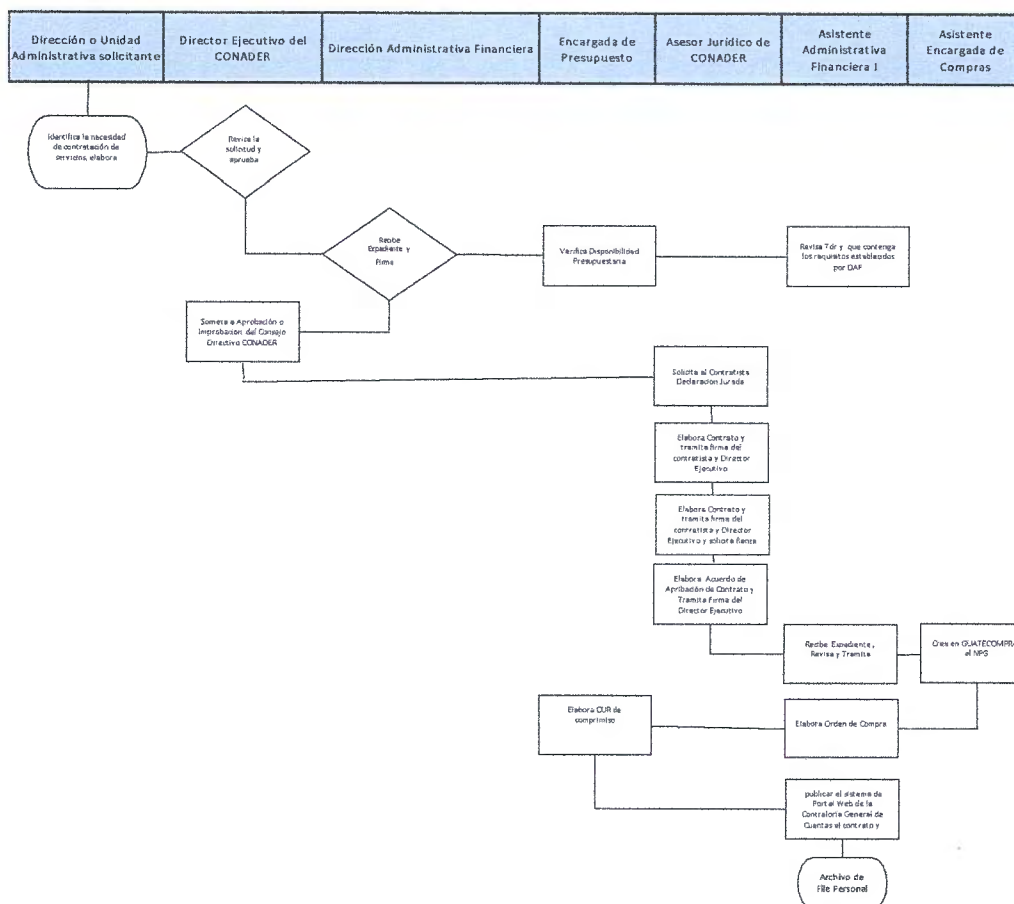 Dirección o Unidad
Administrativa solicitante
Director Ejecutivo del
CONADER
Dirección Administrativa Financiera
Encargada de
Presupuesto
Asesor Jurídico de
CONADER
Asistente
Administrativa
Financiera I
Asistente
Encargada de
Compras
Identifica la necesidad
de contratación de
servicios, elabora
Revisa la
solicitud y
aprueba
Recibe
Expediente y
Firma
Verifica Disponibilidad
Presupuestaria
Revisa Tdr y que contenga
los requisitos establecidos
por DAF
Somete a Aprobación o
Improbación del Consejo
Directivo CONADER
Solicita al Contratista
Declaración Jurada
Elabora Contrato y
tramita firma del
contratista y Director
Ejecutivo
Elabora Contrato y
tramita firma del
contratista y Director
Ejecutivo y solicita fianza
Elabora Acuerdo de
Aprobación de Contrato y
Tramita Firma del
Director Ejecutivo
Recibe Expediente,
Revisa y Tramita
Crea en GUATECOMPRA
el NPG
Elabora CUR de
compromiso
Elabora Orden de Compra
publicar el sistema de
Portal Web de la
Contraloría General de
Cuentas el contrato y
Archivo de
File Personal